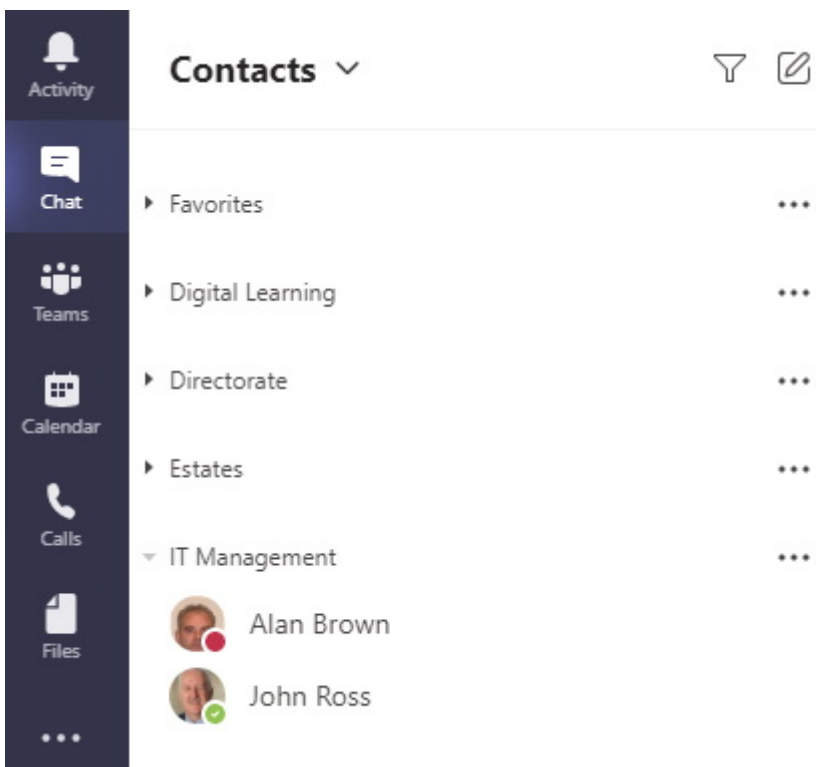 Activity
Chat
Teams
Calendar
Calls
Files
Contacts
Favorites
Digital Learning
Directorate
Estates
IT Management
Alan Brown
John Ross